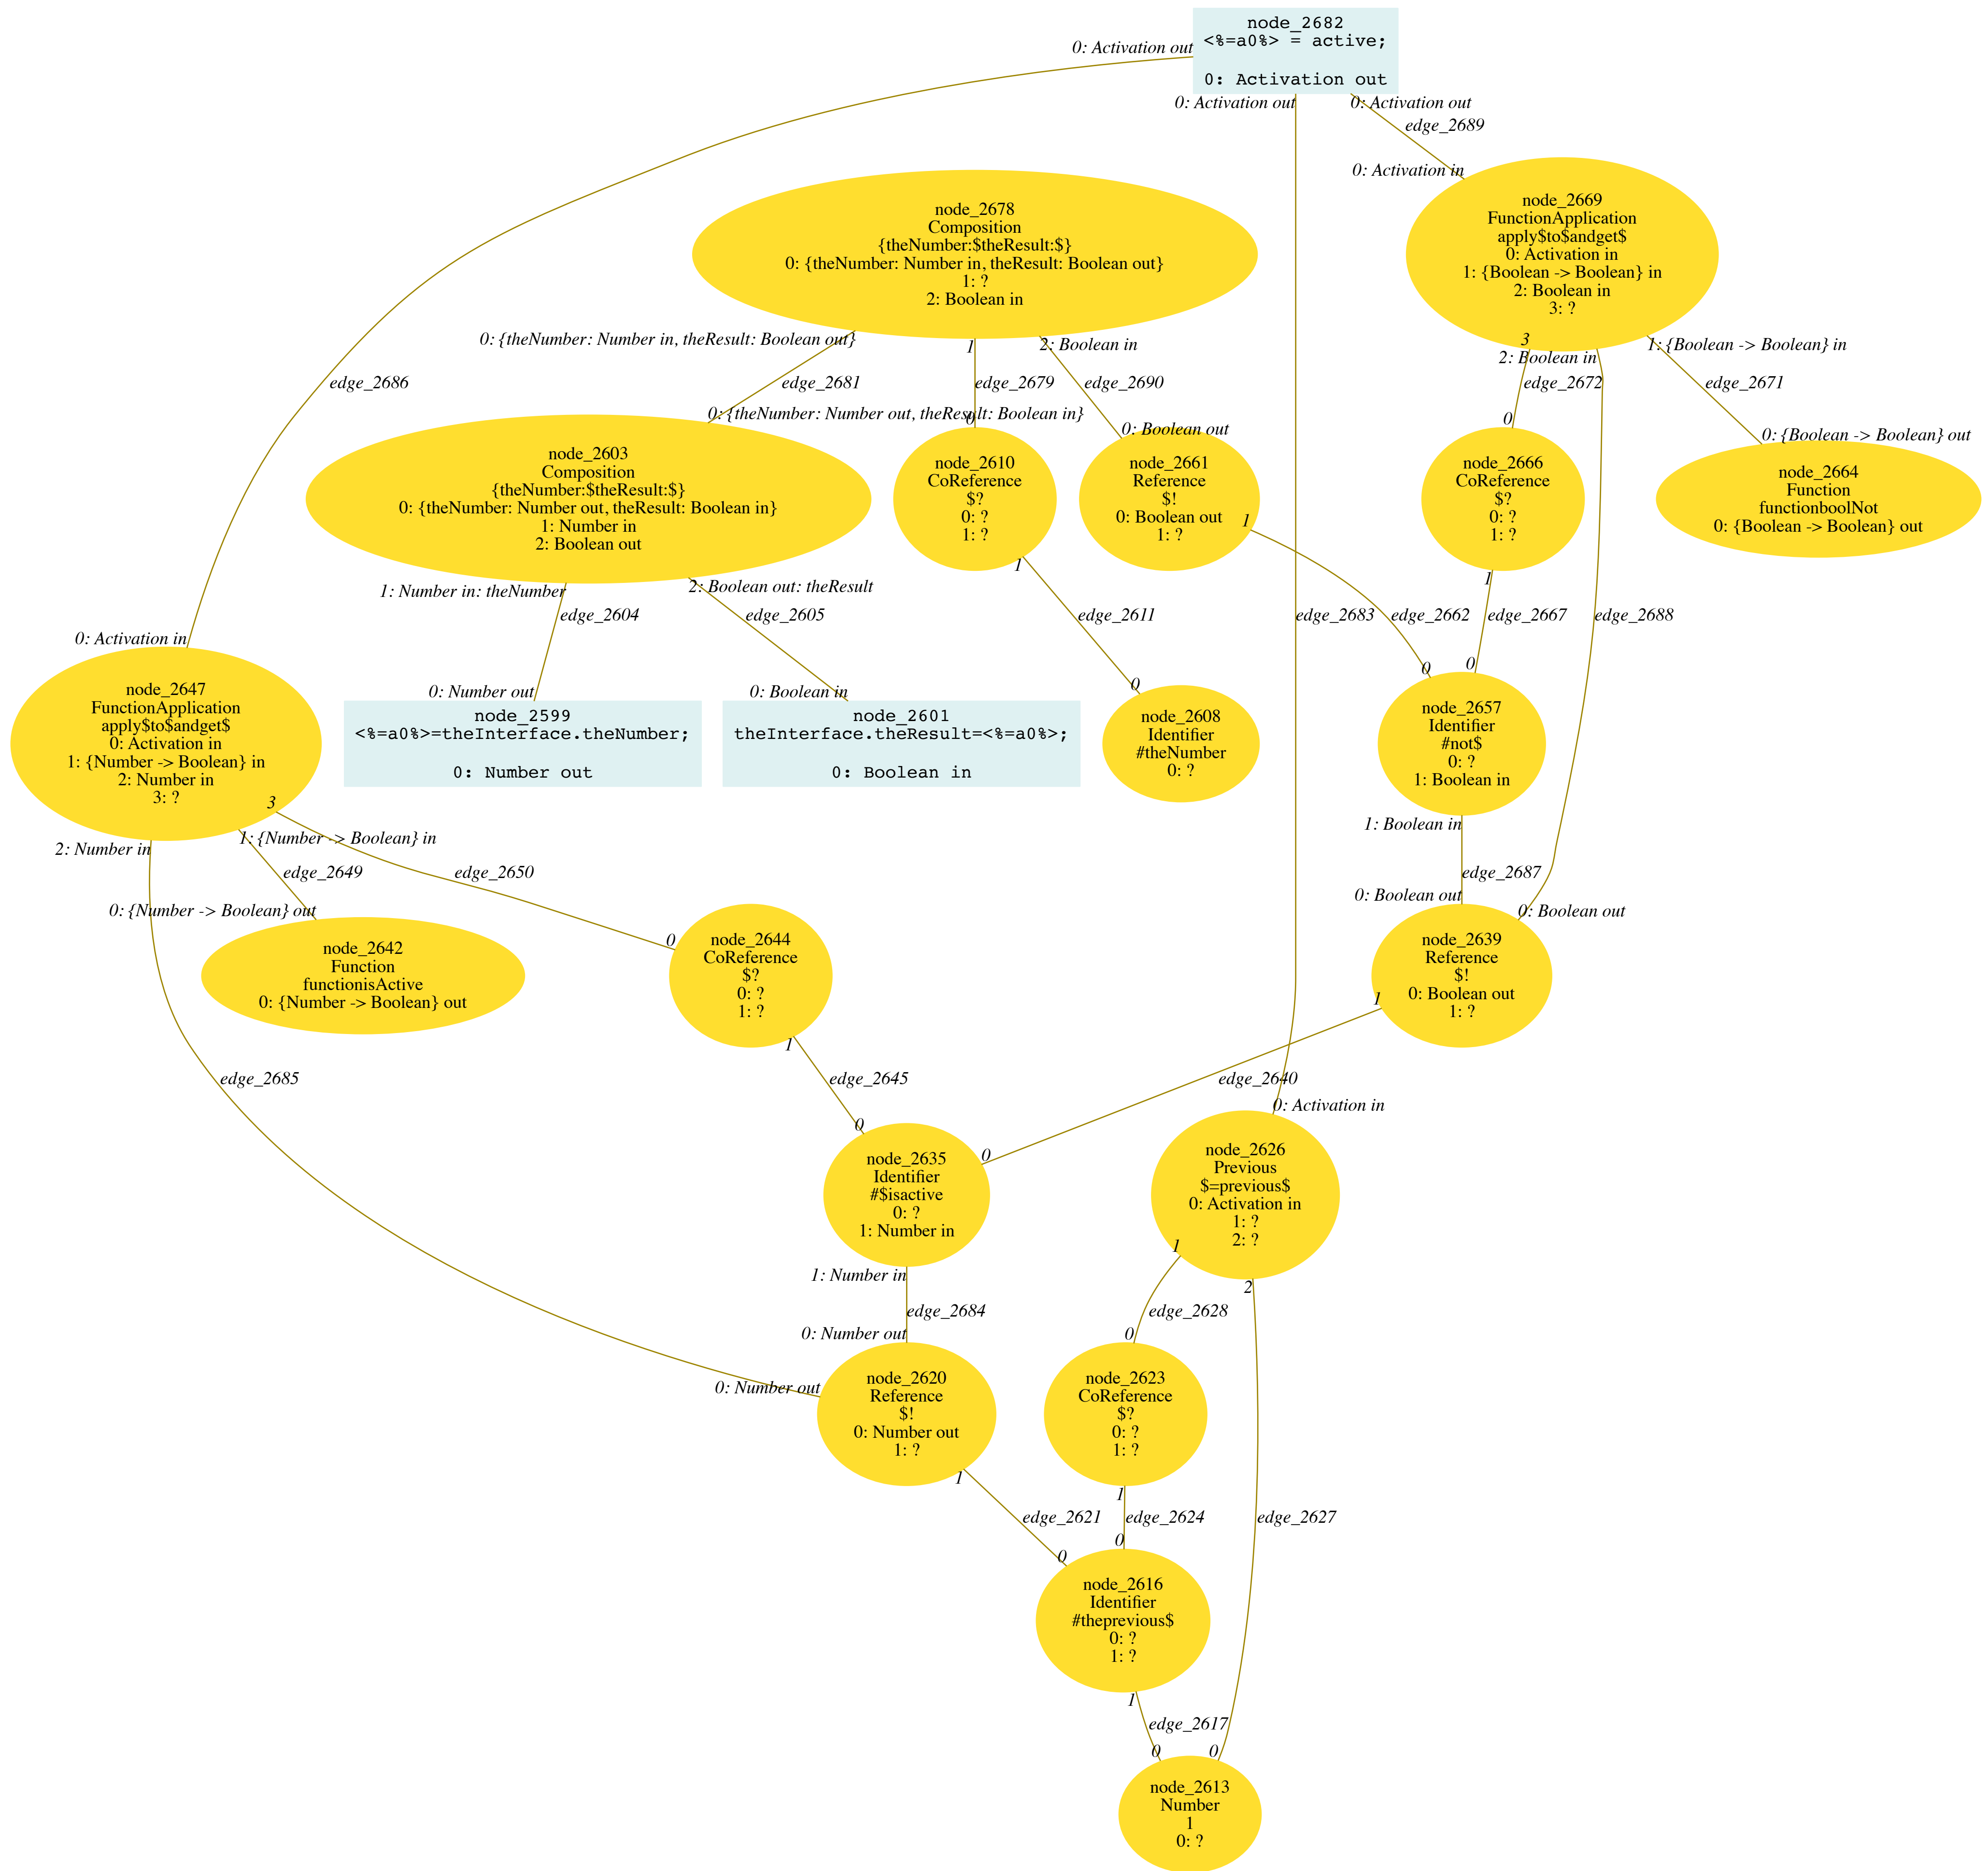 node_2682
<%=a0%> = active;
0: Activation out
0: Activation out
0: Activation out
0: Activation out
edge_2689
0: Activation in
node_2669
FunctionApplication
apply$to$andget$
0: Activation in
1: {Boolean -> Boolean} in
2: Boolean in
3: ?
node_2678
Composition
{theNumber:$theResult:$}
0: {theNumber: Number in, theResult: Boolean out}
1: ?
2: Boolean in
0: {theNumber: Number in, theResult: Boolean out}
1
2: Boolean in
3
2: Boolean in
1: {Boolean -> Boolean} in
edge_2686
edge_2681
edge_2679
edge_2690
edge_2672
edge_2671
0: {theNumber: Number out, theResult: Boolean in}
0
0: Boolean out
0
0: {Boolean -> Boolean} out
node_2603
Composition
{theNumber:$theResult:$}
0: {theNumber: Number out, theResult: Boolean in}
1: Number in
2: Boolean out
node_2610
CoReference
$?
0: ?
1: ?
node_2661
Reference
$!
0: Boolean out
1: ?
1
node_2666
CoReference
$?
0: ?
1: ?
node_2664
Function
functionboolNot
0: {Boolean -> Boolean} out
1: Number in: theNumber
2: Boolean out: theResult
1
1
edge_2604
edge_2605
edge_2611
edge_2683
edge_2662
edge_2667
edge_2688
0: Activation in
0: Number out
0: Boolean in
0
0
0
node_2647
FunctionApplication
apply$to$andget$
0: Activation in
1: {Number -> Boolean} in
2: Number in
3: ?
3
node_2599
<%=a0%>=theInterface.theNumber;
0: Number out
node_2601
theInterface.theResult=<%=a0%>;
0: Boolean in
node_2608
Identifier
#theNumber
0: ?
node_2657
Identifier
#not$
0: ?
1: Boolean in
2: Number in
1: {Number -> Boolean} in
1: Boolean in
edge_2649
edge_2650
edge_2687
0: {Number -> Boolean} out
0
0: Boolean out
0: Boolean out
node_2642
Function
functionisActive
0: {Number -> Boolean} out
node_2644
CoReference
$?
0: ?
1: ?
node_2639
Reference
$!
0: Boolean out
1: ?
1
1
edge_2685
edge_2645
edge_2640
0: Activation in
0
0
node_2635
Identifier
#$isactive
0: ?
1: Number in
node_2626
Previous
$=previous$
0: Activation in
1: ?
2: ?
1
1: Number in
2
edge_2684
edge_2628
0: Number out
0
0: Number out
node_2620
Reference
$!
0: Number out
1: ?
node_2623
CoReference
$?
0: ?
1: ?
1
1
edge_2621
edge_2624
edge_2627
0
0
node_2616
Identifier
#theprevious$
0: ?
1: ?
1
edge_2617
0
0
node_2613
Number
1
0: ?